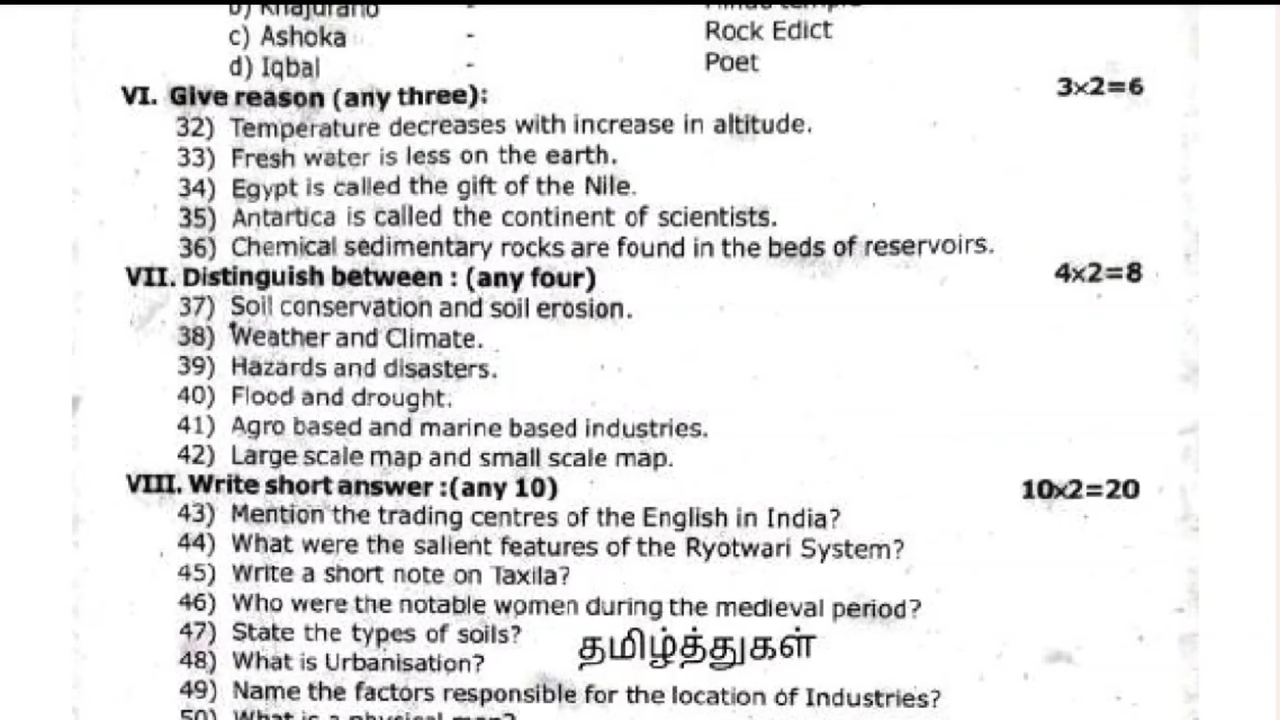 b) Khajuraho -
c) Ashoka - Rock Edict
d) Iqbal - Poet
VI. Give reason (any three): 3×2=6
32) Temperature decreases with increase in altitude.
33) Fresh water is less on the earth.
34) Egypt is called the gift of the Nile.
35) Antartica is called the continent of scientists.
36) Chemical sedimentary rocks are found in the beds of reservoirs.
VII. Distinguish between : (any four) 4×2=8
37) Soil conservation and soil erosion.
38) Weather and Climate.
39) Hazards and disasters.
40) Flood and drought.
41) Agro based and marine based industries.
42) Large scale map and small scale map.
VIII. Write short answer :(any 10) 10×2=20
43) Mention the trading centres of the English in India?
44) What were the salient features of the Ryotwari System?
45) Write a short note on Taxila?
46) Who were the notable women during the medieval period?
47) State the types of soils?
தமிழ்த்துகள்
48) What is Urbanisation?
49) Name the factors responsible for the location of Industries?
50) What is a physical map?